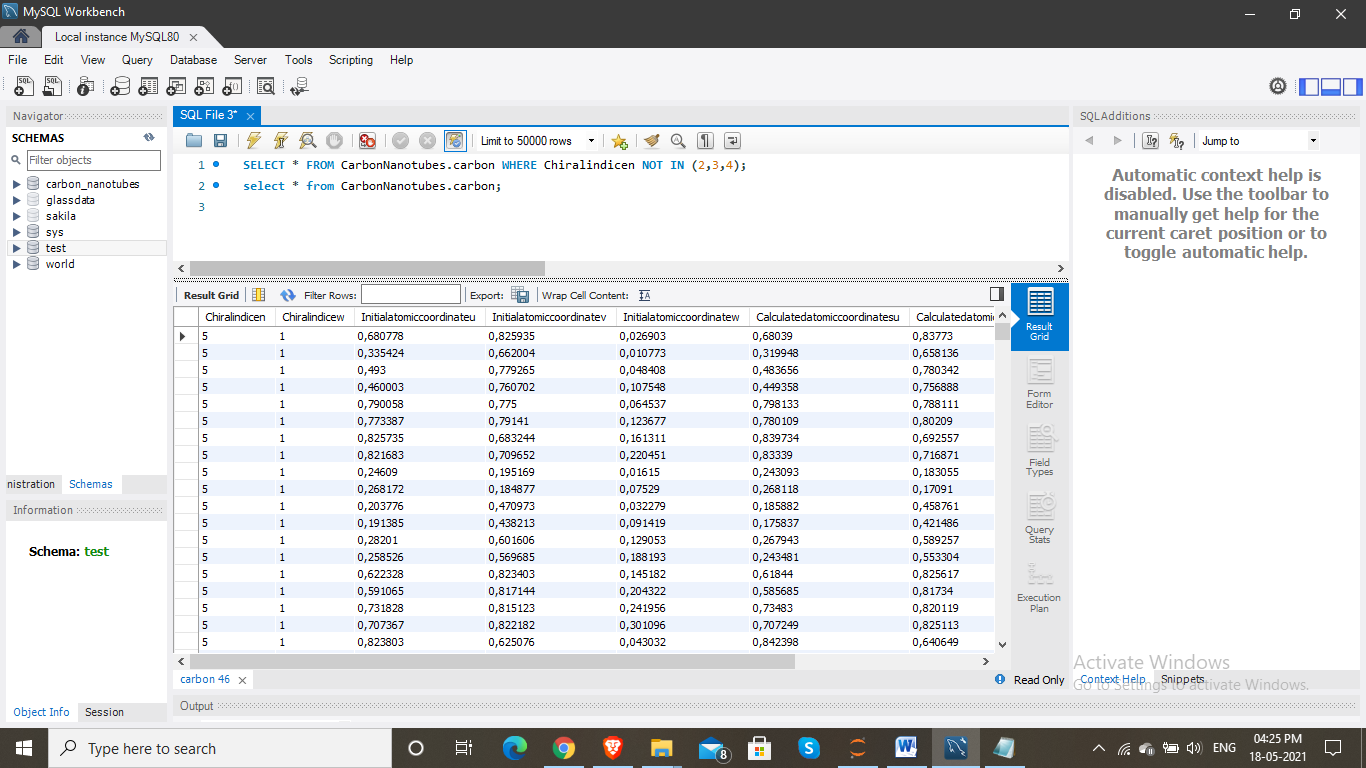 MySQL Workbench
Local instance MySQL80
File Edit View Query Database Server Tools Scripting Help
Navigator
SCHEMAS
Filter objects
carbon_nanotubes
glassdata
sakila
sys
test
world
nistration Schemas
Information
Schema: test
Object Info Session
SQL File 3*
Limit to 50000 rows
1 SELECT * FROM CarbonNanotubes.carbon WHERE Chiralindicen NOT IN (2,3,4);
2 select * from CarbonNanotubes.carbon;
3
Result Grid Filter Rows: Export: Wrap Cell Content:
Chiralindicen Chiralindicew Initialatomiccoordinateu Initialatomiccoordinatev Initialatomiccoordinatew Calculatedatomiccoordinatesu Calculatedatomic
5 1 0,680778 0,825935 0,026903 0,68039 0,83773
5 1 0,335424 0,662004 0,010773 0,319948 0,658136
5 1 0,493 0,779265 0,048408 0,483656 0,780342
5 1 0,460003 0,760702 0,107548 0,449358 0,756888
5 1 0,790058 0,775 0,064537 0,798133 0,788111
5 1 0,773387 0,79141 0,123677 0,780109 0,80209
5 1 0,825735 0,683244 0,161311 0,839734 0,692557
5 1 0,821683 0,709652 0,220451 0,83339 0,716871
5 1 0,24609 0,195169 0,01615 0,243093 0,183055
5 1 0,268172 0,184877 0,07529 0,268118 0,17091
5 1 0,203776 0,470973 0,032279 0,185882 0,458761
5 1 0,191385 0,438213 0,091419 0,175837 0,421486
5 1 0,28201 0,601606 0,129053 0,267943 0,589257
5 1 0,258526 0,569685 0,188193 0,243481 0,553304
5 1 0,622328 0,823403 0,145182 0,61844 0,825617
5 1 0,591065 0,817144 0,204322 0,585685 0,81734
5 1 0,731828 0,815123 0,241956 0,73483 0,820119
5 1 0,707367 0,822182 0,301096 0,707249 0,825113
5 1 0,823803 0,625076 0,043032 0,842398 0,640649
Result
Grid
Form
Editor
Field
Types
Query
Stats
Execution
Plan
carbon 46
Read Only
Output
SQLAdditions
Jump to
Automatic context help is
disabled. Use the toolbar to
manually get help for the
current caret position or to
toggle automatic help.
Activate Windows
Go to Settings to activate Windows.
Context Help Snippets
Type here to search
8
ENG
04:25 PM
18-05-2021